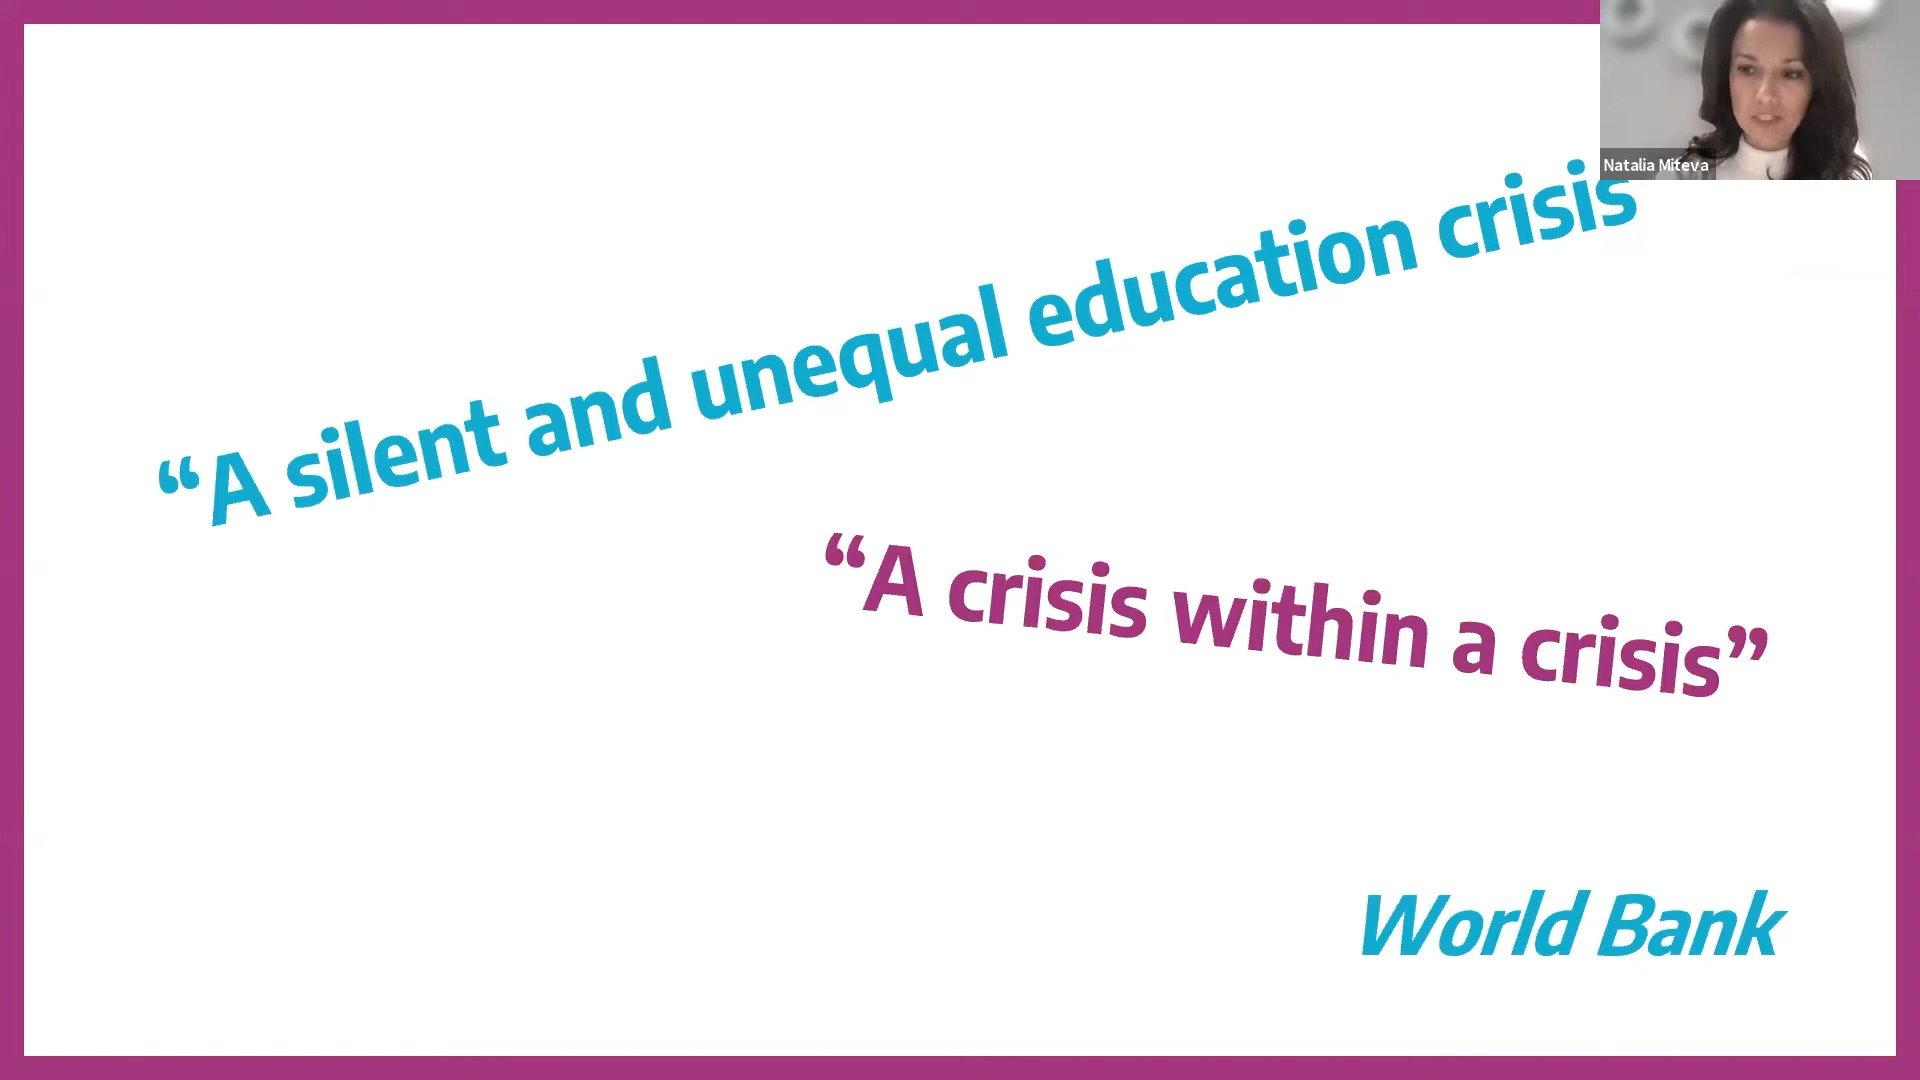 Natalia Miteva
“A silent and unequal education crisis
“A crisis within a crisis”
World Bank